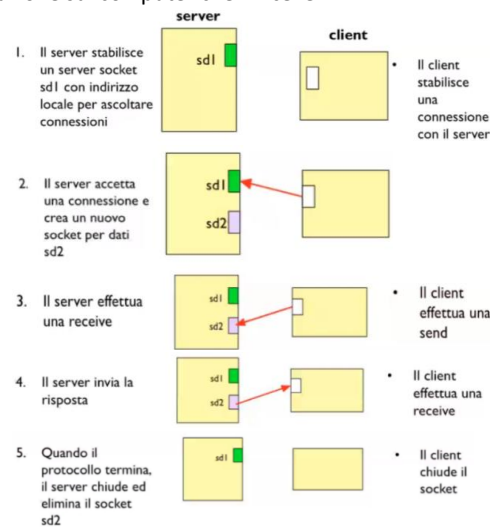 server
client
1. Il server stabilisce
un server socket
sd1 con indirizzo
locale per ascoltare
connessioni
sd1
• Il client
stabilisce
una
connessione
con il server
2. Il server accetta
una connessione e
crea un nuovo
socket per dati
sd2
sd1
sd2
3. Il server effettua
una receive
sd1
sd2
• Il client
effettua una
send
4. Il server invia la
risposta
sd1
sd2
• Il client
effettua una
receive
5. Quando il
protocollo termina,
il server chiude ed
elimina il socket
sd2
sd1
• Il client
chiude il
socket